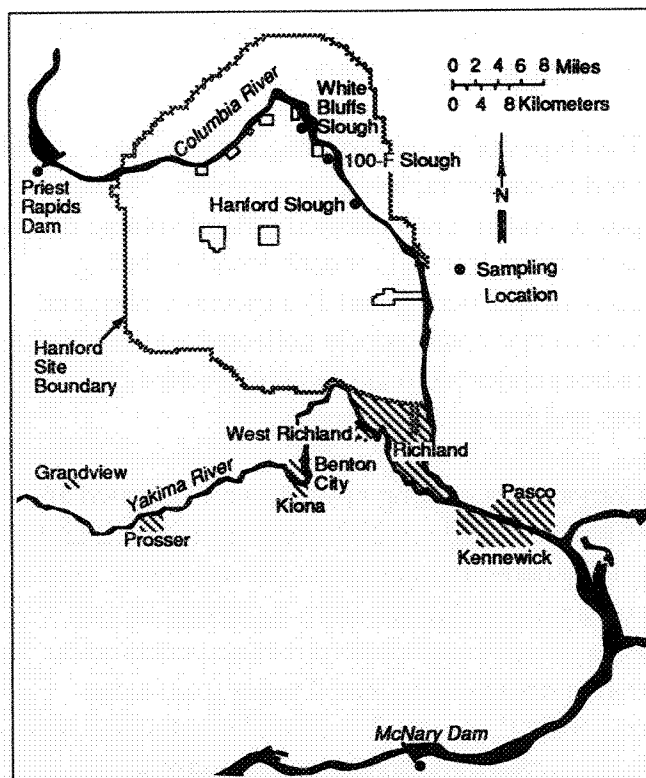 0 2 4 6 8 Miles
0 4 8 Kilometers
White
Bluffs
Slough
Columbia River
100-F Slough
N
Priest
Rapids
Dam
Hanford Slough
Sampling
Location
Hanford
Site
Boundary
West Richland
Richland
Grandview
Yakima River
Benton
City
Kiona
Prosser
Pasco
Kennewick
McNary Dam